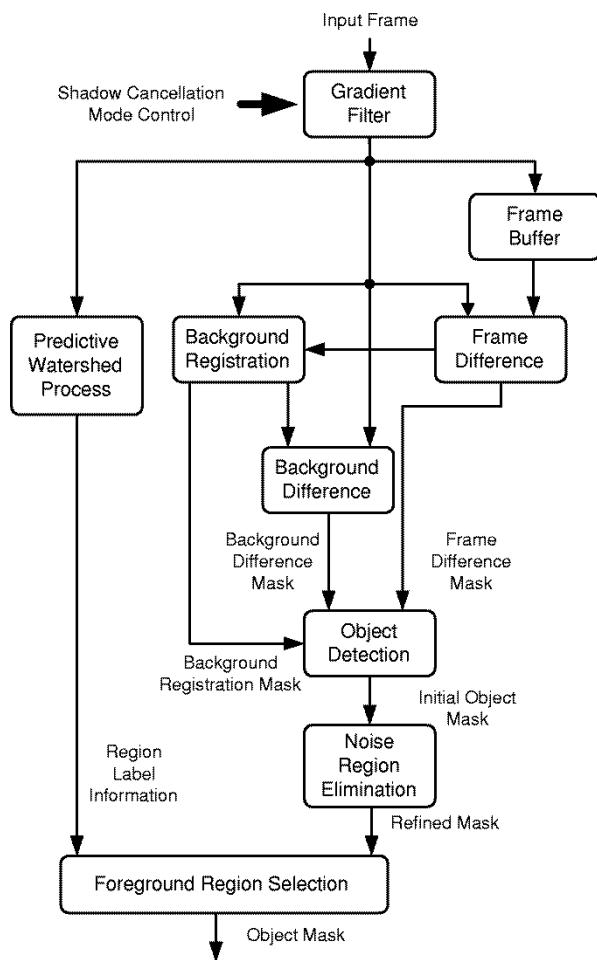 Input Frame
Shadow Cancellation
Mode Control
Gradient
Filter
Frame
Buffer
Predictive
Watershed
Process
Background
Registration
Frame
Difference
Background
Difference
Background
Difference
Mask
Frame
Difference
Mask
Object
Detection
Background
Registration Mask
Initial Object
Mask
Noise
Region
Elimination
Region
Label
Information
Refined Mask
Foreground Region Selection
Object Mask